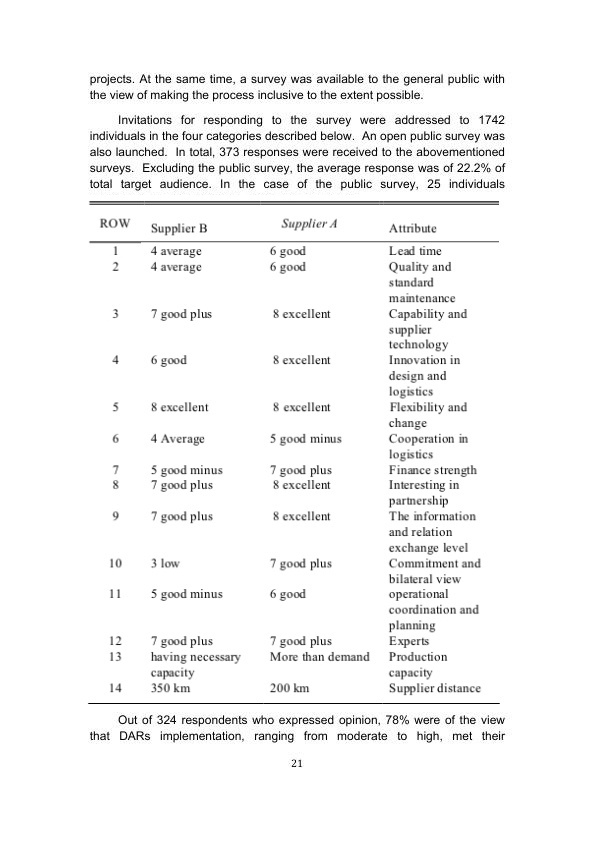 projects. At the same time, a survey was available to the general public with
the view of making the process inclusive to the extent possible.
Invitations for responding to the survey were addressed to 1742
individuals in the four categories described below. An open public survey was
also launched. In total, 373 responses were received to the abovementioned
surveys. Excluding the public survey, the average response was of 22.2% of
total target audience. In the case of the public survey, 25 individuals
ROW Supplier B Supplier A Attribute
1 4 average 6 good Lead time
2 4 average 6 good Quality and
standard
maintenance
3 7 good plus 8 excellent Capability and
supplier
technology
4 6 good 8 excellent Innovation in
design and
logistics
5 8 excellent 8 excellent Flexibility and
change
6 4 Average 5 good minus Cooperation in
logistics
7 5 good minus 7 good plus Finance strength
8 7 good plus 8 excellent Interesting in
partnership
9 7 good plus 8 excellent The information
and relation
exchange level
10 3 low 7 good plus Commitment and
bilateral view
11 5 good minus 6 good operational
coordination and
planning
12 7 good plus 7 good plus Experts
13 having necessary More than demand Production
capacity capacity
14 350 km 200 km Supplier distance
Out of 324 respondents who expressed opinion, 78% were of the view
that DARs implementation, ranging from moderate to high, met their
21